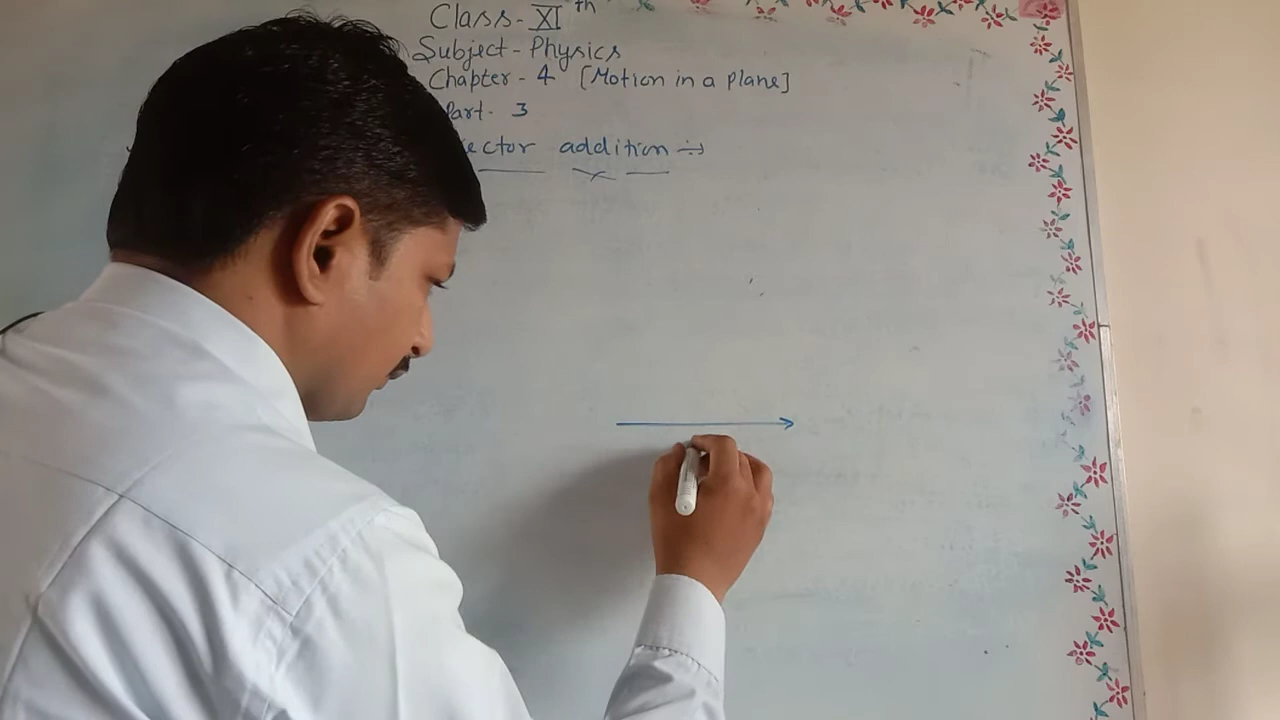 Class- XI th
Subject- Physics
Chapter - 4 [Motion in a plane]
Part- 3
ector addition :→